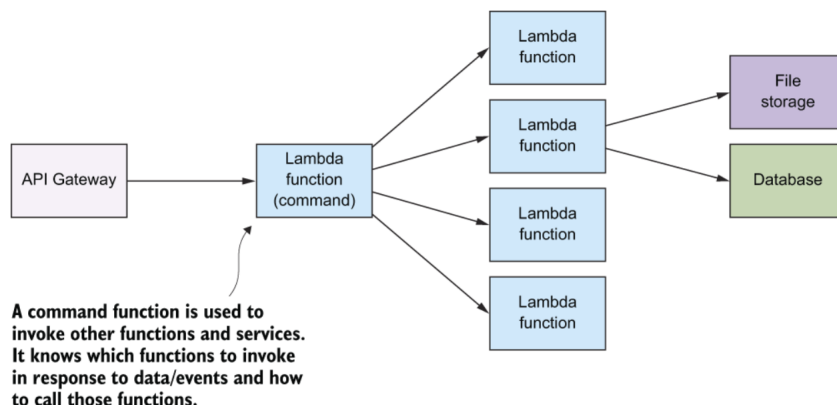 Lambda
function
File
storage
Lambda
function
API Gateway
Lambda
function
(command)
Database
Lambda
function
Lambda
function
A command function is used to
invoke other functions and services.
It knows which functions to invoke
in response to data/events and how
to call those functions.